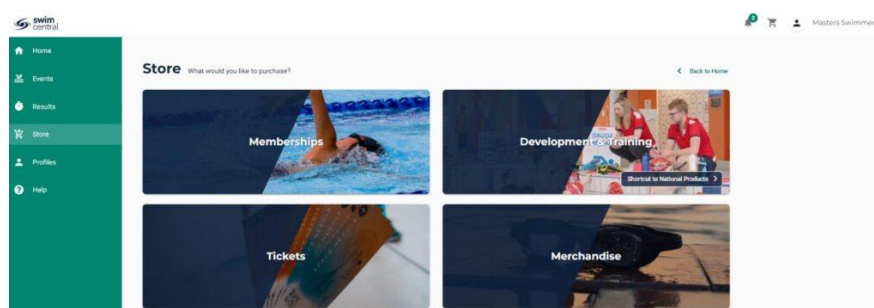 swim
central
2
Masters Swimmer
Home
Events
Results
Store
Profiles
Help
Store What would you like to purchase?
Back to Home
Memberships
Development & Training
Shortcut to National Products
Tickets
Merchandise